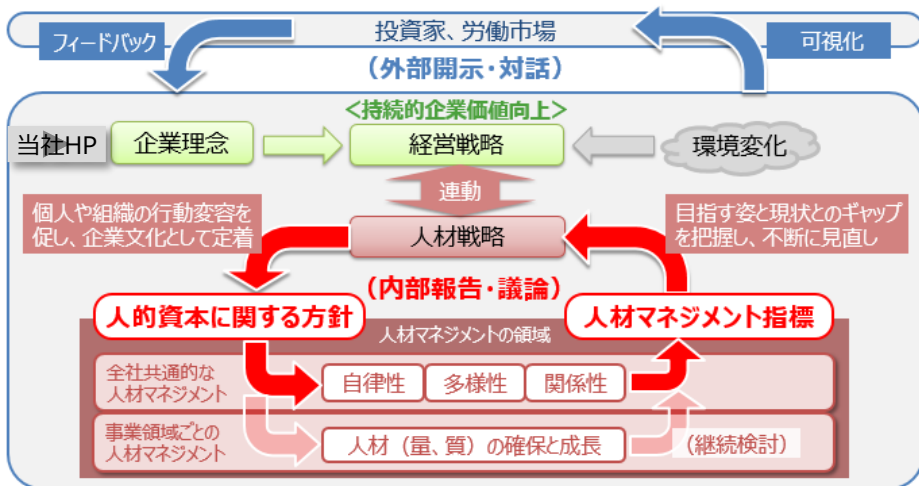 投資家、労働市場
フィードバック
可視化
（外部開示・対話）
＜持続的企業価値向上＞
当社HP
企業理念
経営戦略
環境変化
連動
個人や組織の行動変容を
促し、企業文化として定着
人材戦略
目指す姿と現状とのギャップ
を把握し、不断に見直し
（内部報告・議論）
人的資本に関する方針
人材マネジメント指標
人材マネジメントの領域
全社共通的な
人材マネジメント
自律性
多様性
関係性
事業領域ごとの
人材マネジメント
人材（量、質）の確保と成長
（継続検討）